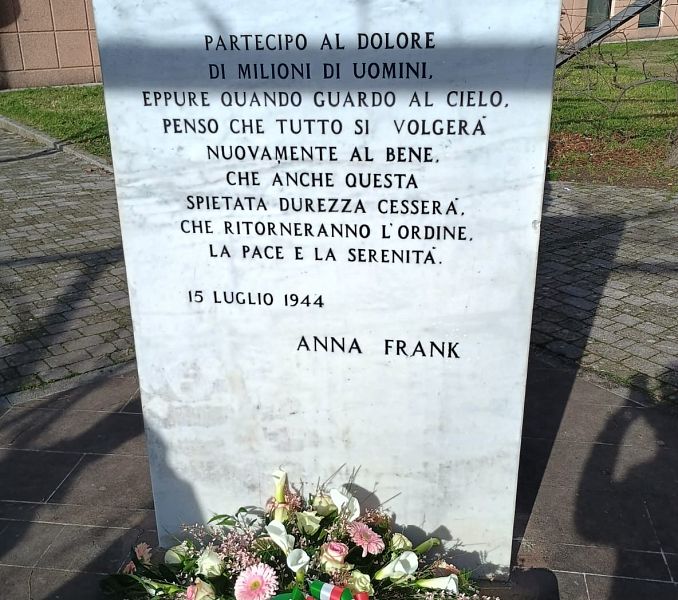 PARTECIPO AL DOLORE
DI MILIONI DI UOMINI,
EPPURE QUANDO GUARDO AL CIELO,
PENSO CHE TUTTO SI VOLGERÀ
NUOVAMENTE AL BENE,
CHE ANCHE QUESTA
SPIETATA DUREZZA CESSERÀ,
CHE RITORNERANNO L'ORDINE,
LA PACE E LA SERENITÀ.
15 LUGLIO 1944
ANNA FRANK